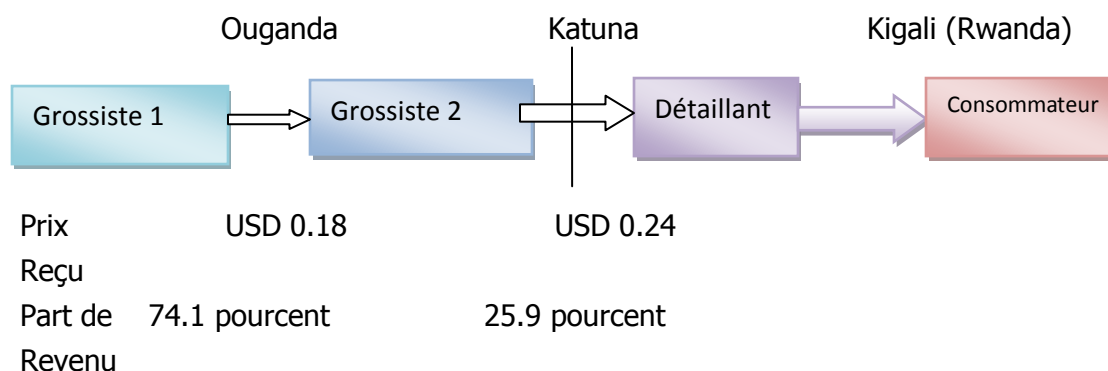 Ouganda Katuna Kigali (Rwanda)
Grossiste 1 Grossiste 2 Détaillant Consommateur
Prix USD 0.18 USD 0.24
Reçu
Part de 74.1 pourcent 25.9 pourcent
Revenu